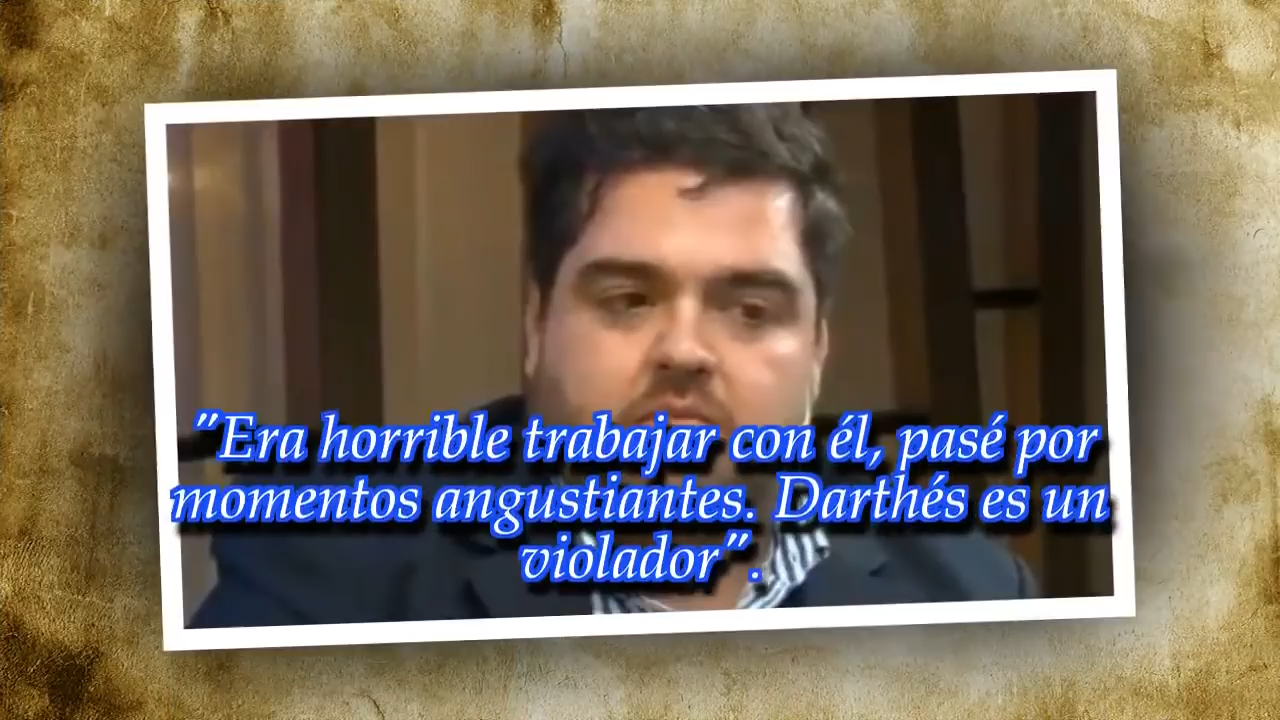 "Era horrible trabajar con él, pasé por
momentos angustiantes. Darthés es un
violador".